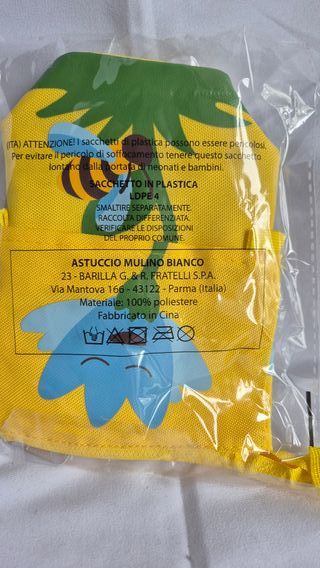 (ITA) ATTENZIONE! I sacchetti di plastica possono essere pericolosi.
Per evitare il pericolo di soffocamento tenere questo sacchetto
lontano dalla portata di neonati e bambini.
SACCHETTO IN PLASTICA
LDPE 4
SMALTIRE SEPARATAMENTE.
RACCOLTA DIFFERENZIATA.
VERIFICARE LE DISPOSIZIONI
DEL PROPRIO COMUNE.
ASTUCCIO MULINO BIANCO
23 - BARILLA G. & R. FRATELLI S.P.A.
Via Mantova 166 - 43122 - Parma (Italia)
Materiale: 100% poliestere
Fabbricato in Cina